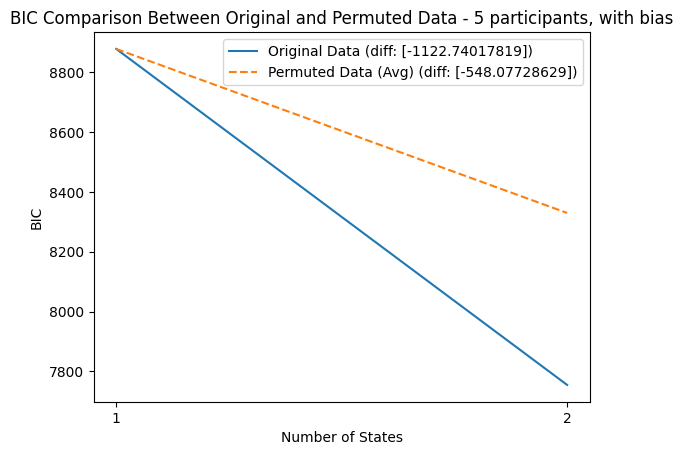 BIC Comparison Between Original and Permuted Data - 5 participants, with bias
Original Data (diff: [-1122.74017819])
Permuted Data (Avg) (diff: [-548.07728629])
8800
8600
8400
8200
8000
7800
BIC
1
2
Number of States